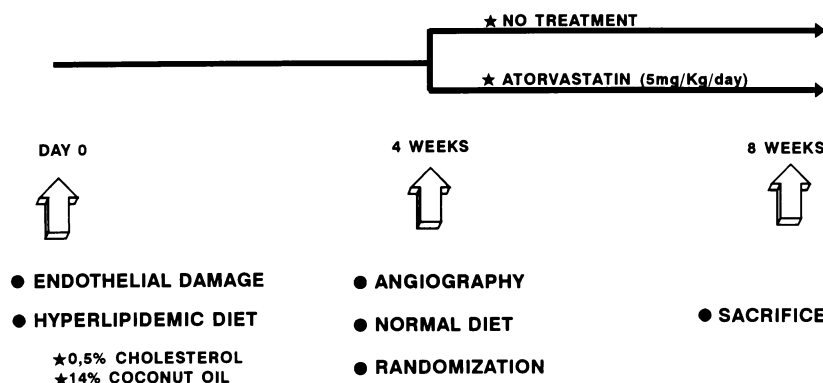 ★ NO TREATMENT
★ ATORVASTATIN (5mg/Kg/day)
DAY 0
4 WEEKS
8 WEEKS
● ENDOTHELIAL DAMAGE
● HYPERLIPIDEMIC DIET
★0,5% CHOLESTEROL
★14% COCONUT OIL
● ANGIOGRAPHY
● NORMAL DIET
● RANDOMIZATION
● SACRIFICE